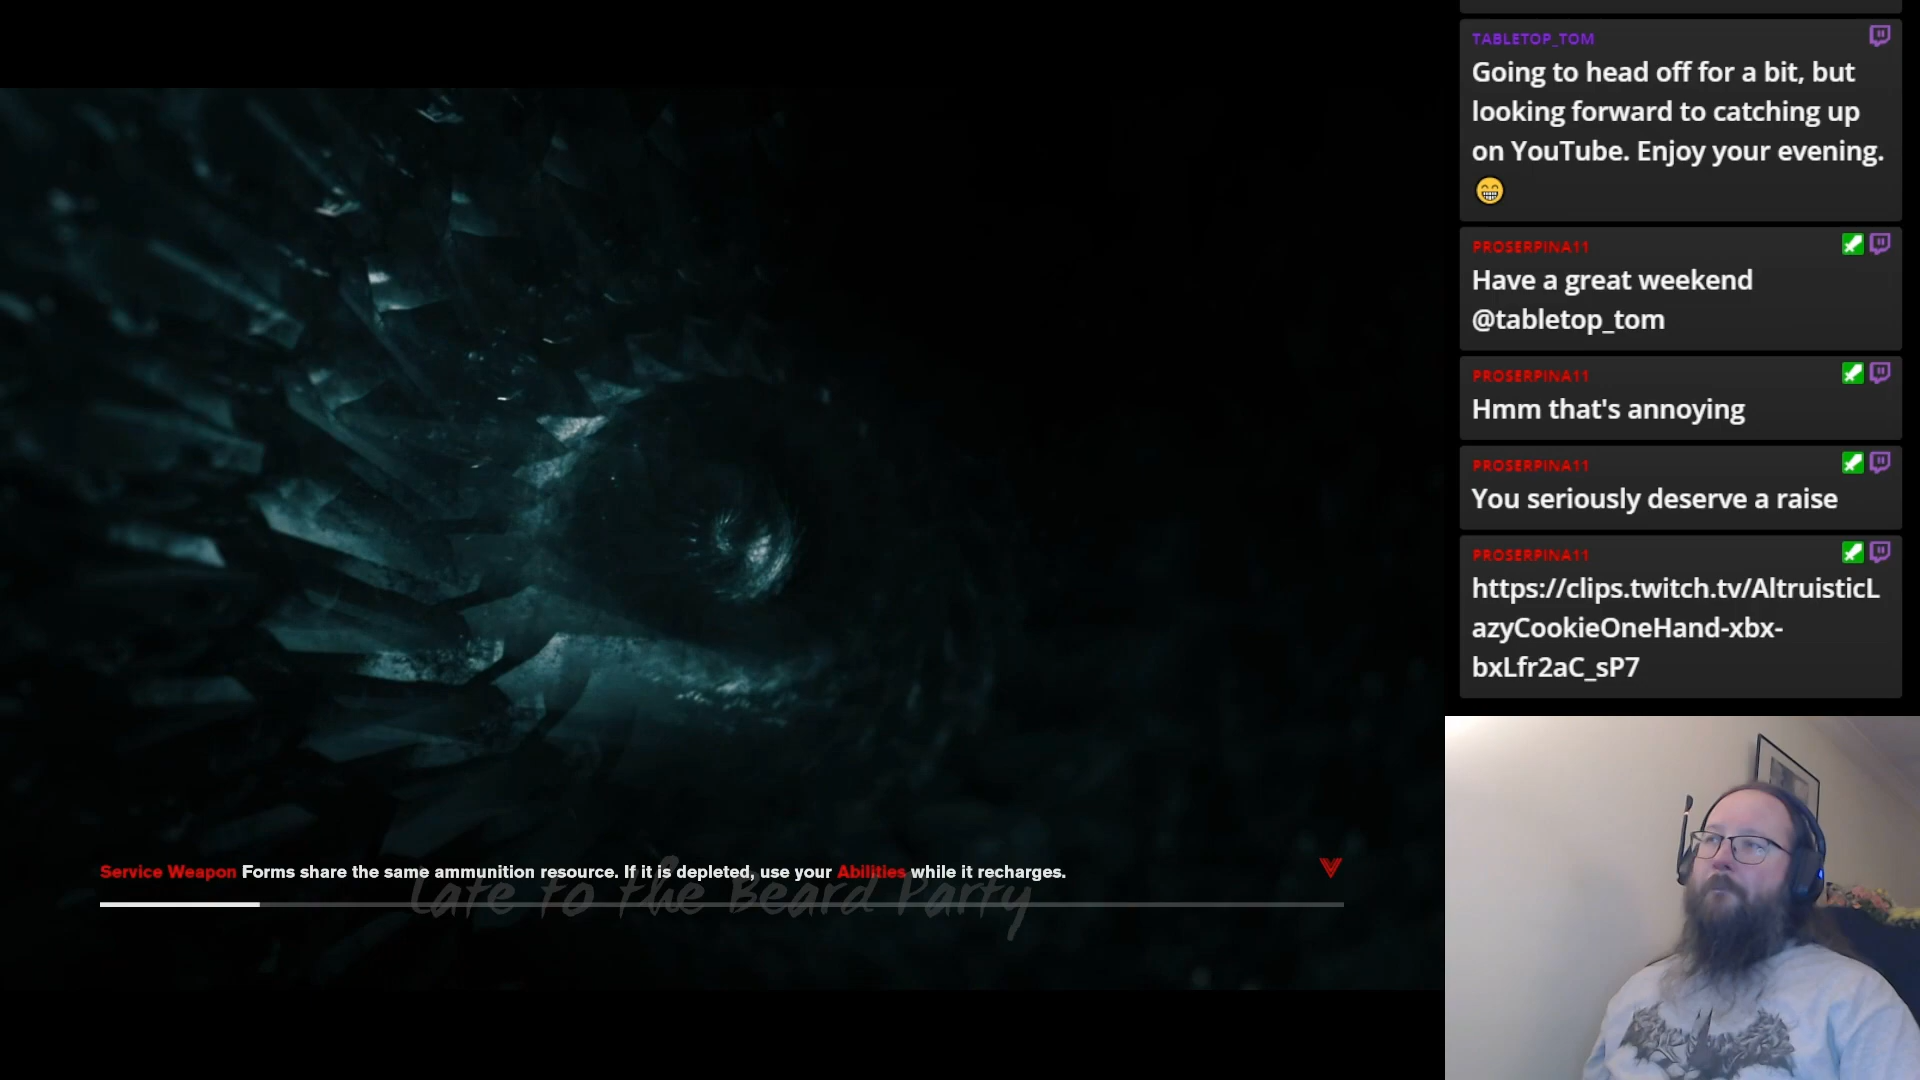 TABLETOP_TOM
Going to head off for a bit, but
looking forward to catching up
on YouTube. Enjoy your evening.
😁
PROSERPINA11
Have a great weekend
@tabletop_tom
PROSERPINA11
Hmm that's annoying
PROSERPINA11
You seriously deserve a raise
PROSERPINA11
https://clips.twitch.tv/AltruisticL
azyCookieOneHand-xbx-
bxLfr2aC_sP7
Service Weapon Forms share the same ammunition resource. If it is depleted, use your Abilities while it recharges.
Late to the Beard Party